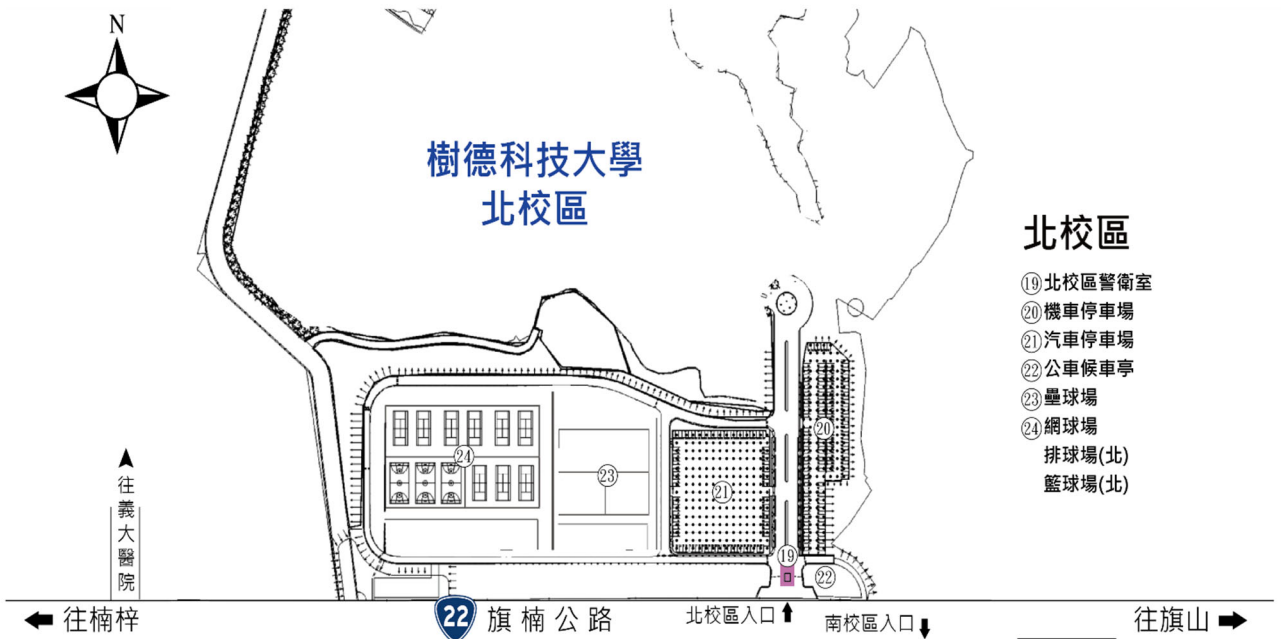 N
樹德科技大學
北校區
北校區
⑲北校區警衛室
⑳機車停車場
㉑汽車停車場
㉒公車候車亭
㉓壘球場
㉔網球場
排球場(北)
籃球場(北)
⑳
㉔
㉓
㉑
⑲
㉒
往義大醫院
往楠梓
22 旗楠公路
北校區入口
南校區入口
往旗山